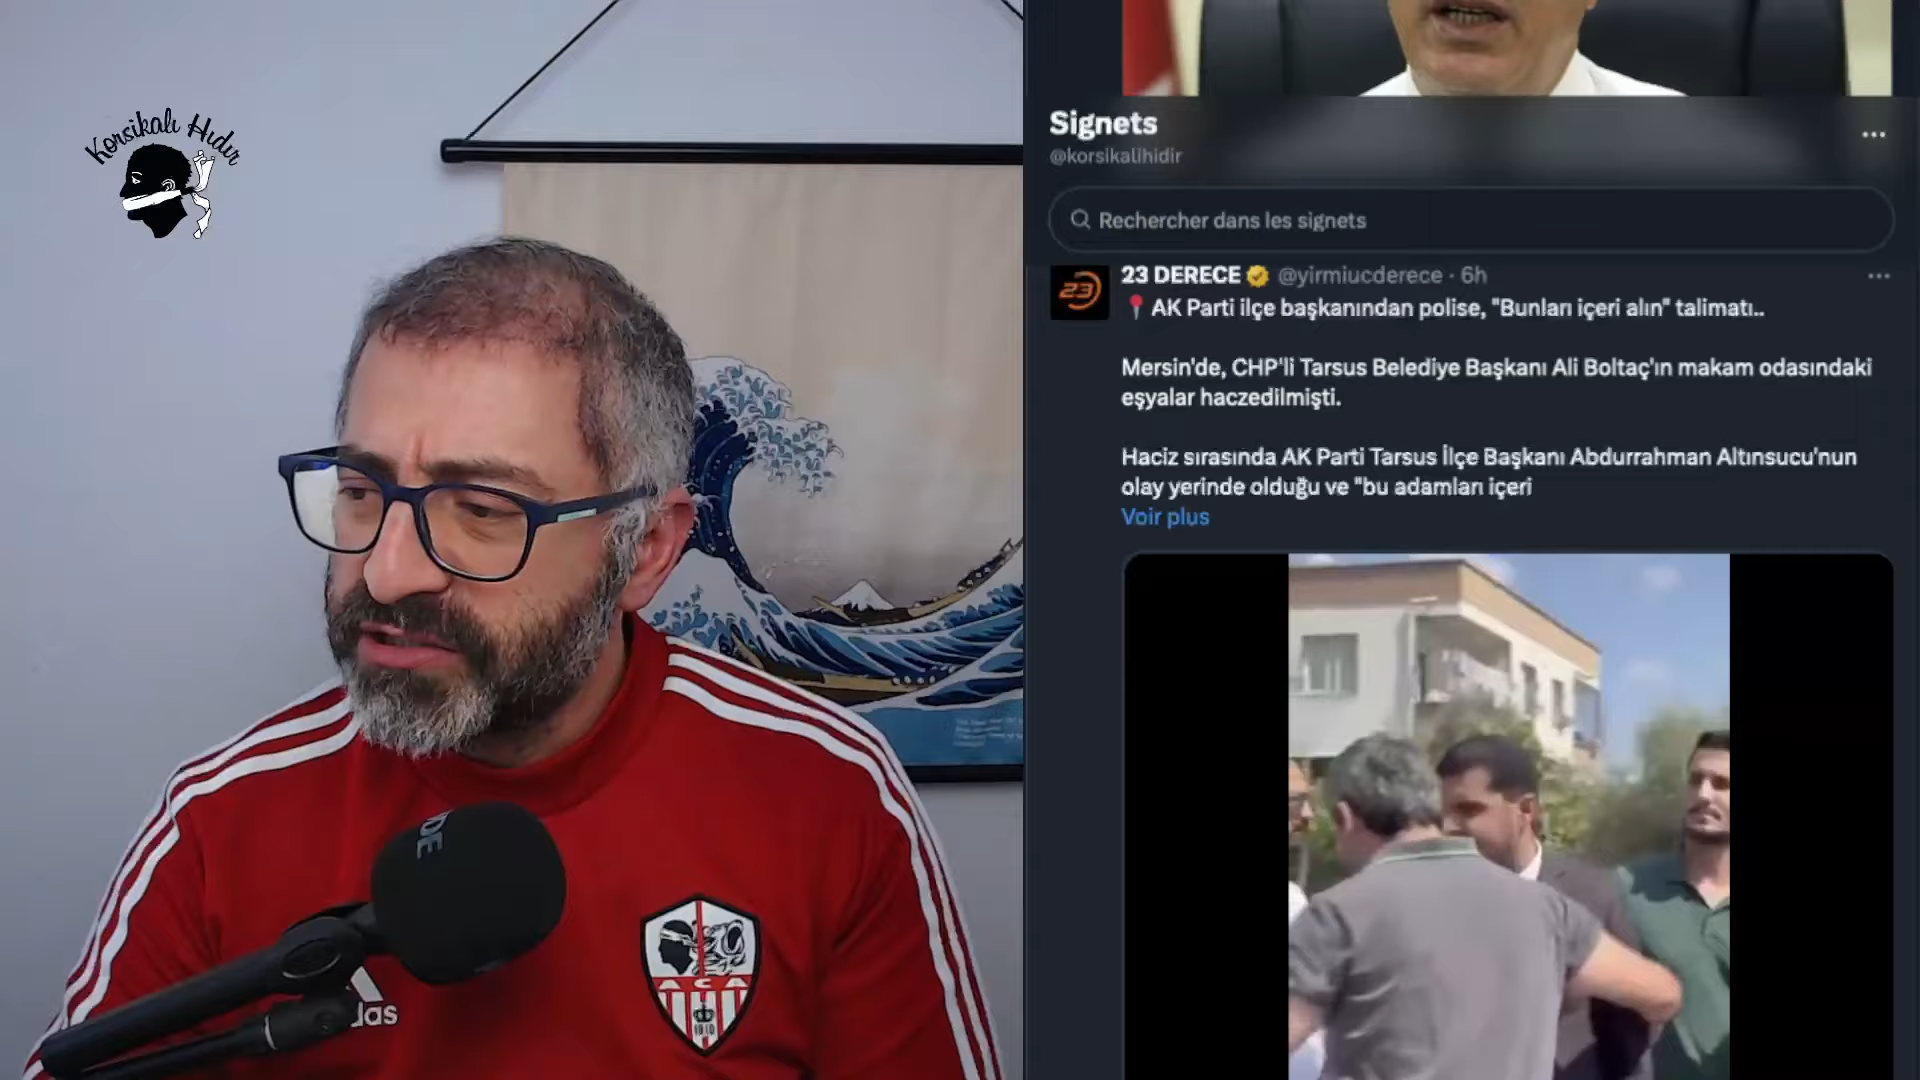 Korsikalı Hıdır
DE
das
ACA
1910
Signets
@korsikalihidir
Rechercher dans les signets
23
23 DERECE @yirmiucderece · 6h
AK Parti ilçe başkanından polise, "Bunları içeri alın" talimatı..
Mersin'de, CHP'li Tarsus Belediye Başkanı Ali Boltaç'ın makam odasındaki
eşyalar haczedilmişti.
Haciz sırasında AK Parti Tarsus İlçe Başkanı Abdurrahman Altınsucu'nun
olay yerinde olduğu ve "bu adamları içeri
Voir plus